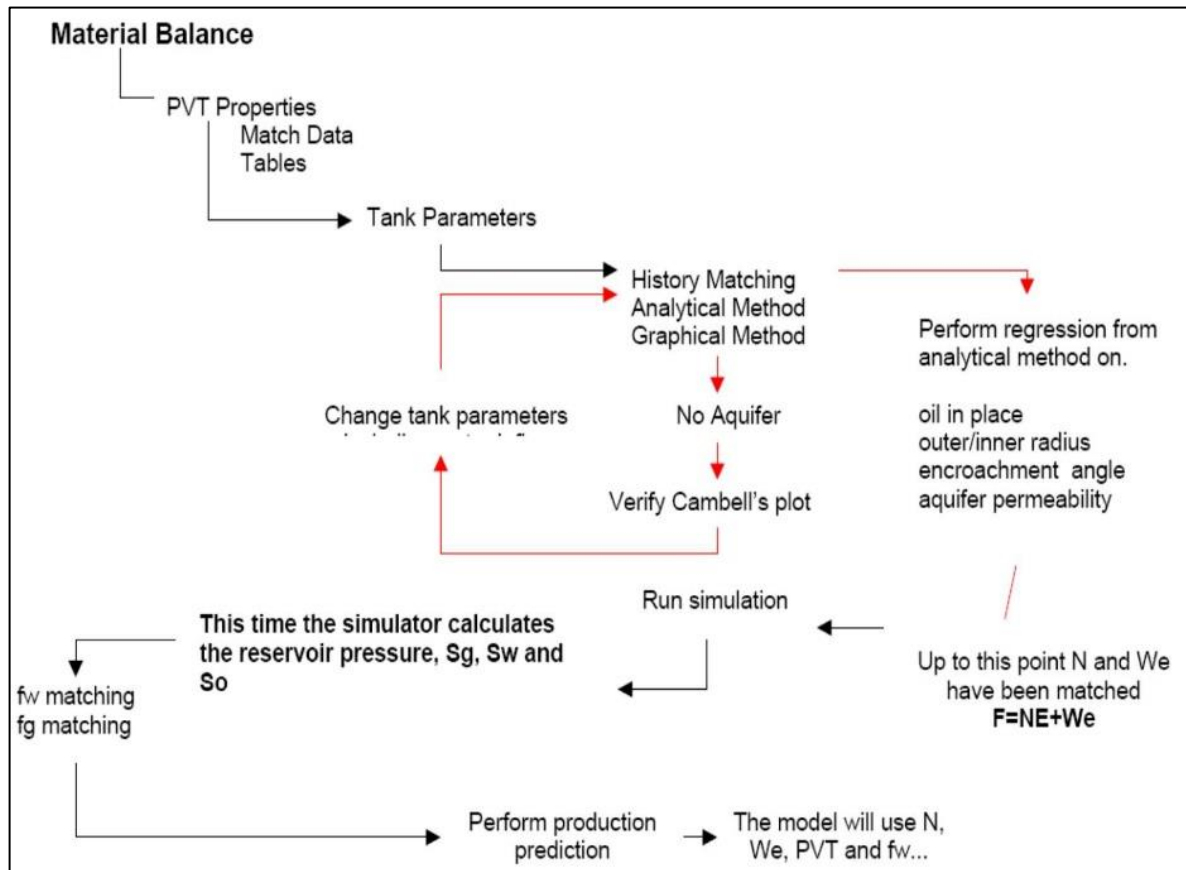 Material Balance
PVT Properties
Match Data
Tables
Tank Parameters
History Matching
Analytical Method
Graphical Method
Perform regression from
analytical method on.
oil in place
outer/inner radius
encroachment angle
aquifer permeability
No Aquifer
Verify Cambell's plot
Change tank parameters
Up to this point N and We
have been matched
F=NE+We
Run simulation
This time the simulator calculates
the reservoir pressure, Sg, Sw and
So
fw matching
fg matching
Perform production
prediction
The model will use N,
We, PVT and fw...